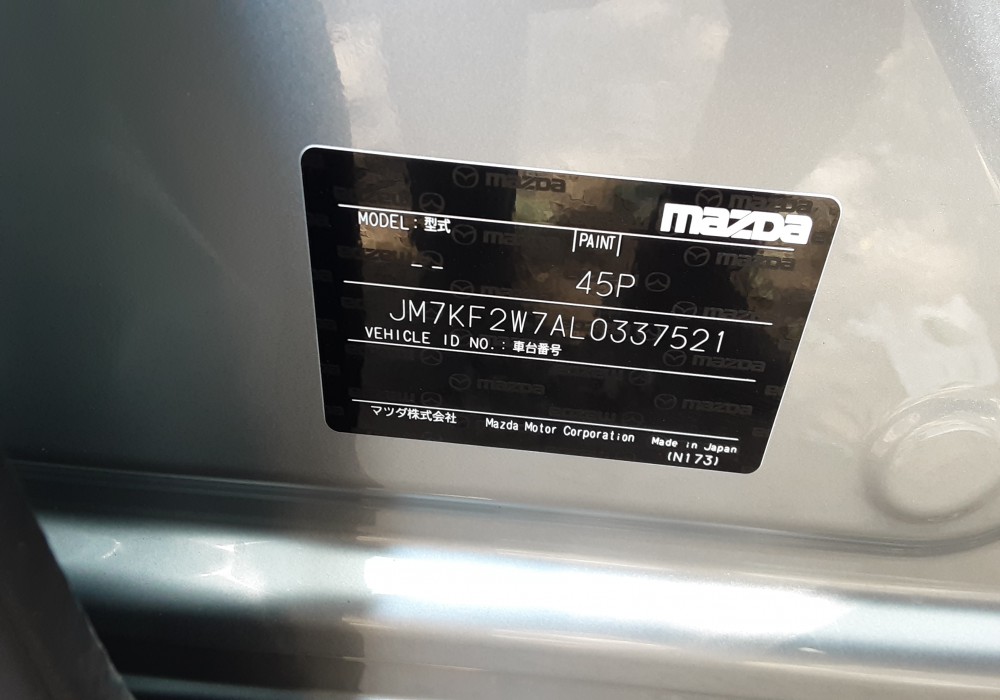 mazda
MODEL : 型式
PAINT
-- 45P
JM7KF2W7AL0337521
VEHICLE ID NO. : 車台番号
マツダ株式会社 Mazda Motor Corporation Made in Japan
(N173)